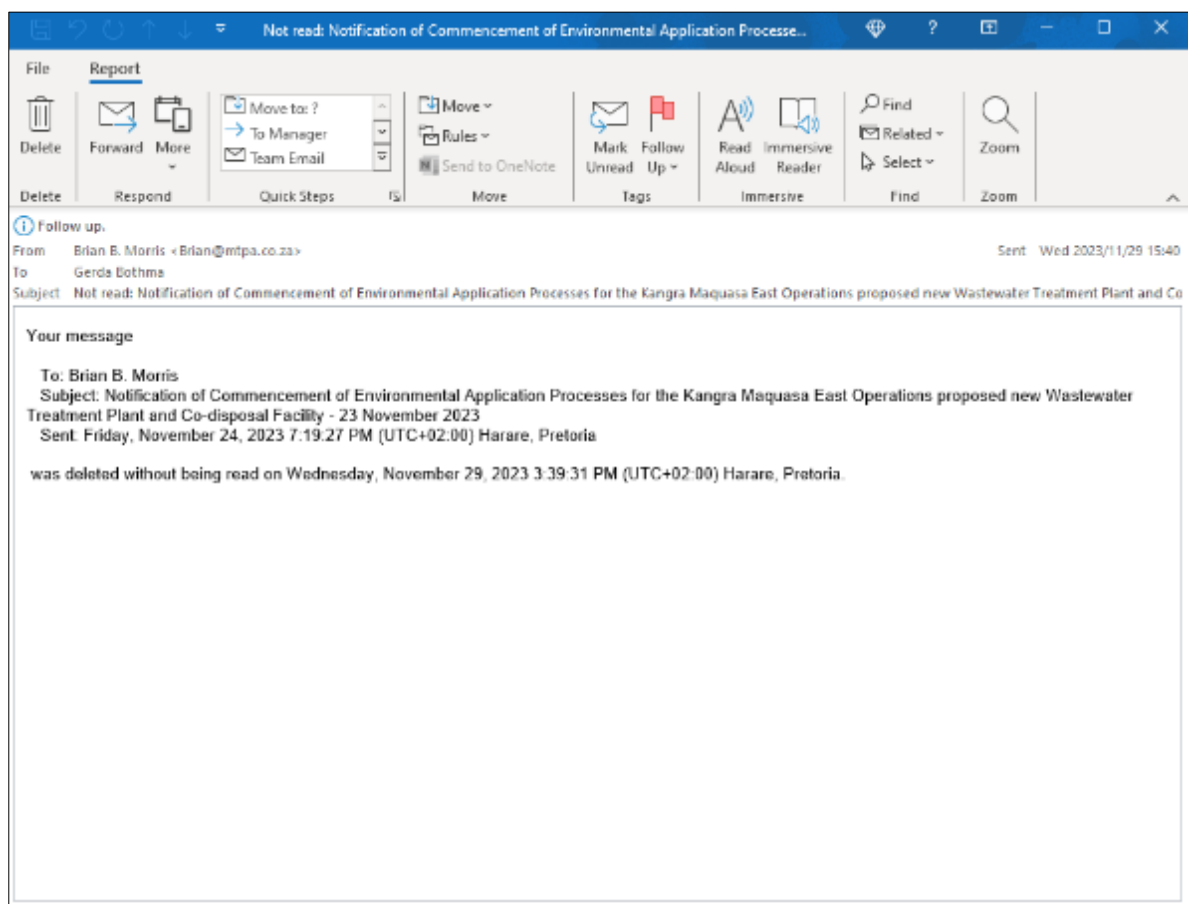 Not read: Notification of Commencement of Environmental Application Processe...
?
File Report
Delete
Forward
More
Move to: ?
To Manager
Team Email
Move
Rules
Send to OneNote
Mark Unread
Follow Up
Read Aloud
Immersive Reader
Find
Related
Select
Zoom
Delete Respond Quick Steps Move Tags Immersive Find Zoom
Follow up.
From Brian B. Morris <Brian@mtpa.co.za> Sent Wed 2023/11/29 15:40
To Gerda Bothma
Subject Not read: Notification of Commencement of Environmental Application Processes for the Kangra Maquasa East Operations proposed new Wastewater Treatment Plant and Co
Your message
To: Brian B. Morris
Subject: Notification of Commencement of Environmental Application Processes for the Kangra Maquasa East Operations proposed new Wastewater
Treatment Plant and Co-disposal Facility - 23 November 2023
Sent: Friday, November 24, 2023 7:19:27 PM (UTC+02:00) Harare, Pretoria
was deleted without being read on Wednesday, November 29, 2023 3:39:31 PM (UTC+02:00) Harare, Pretoria.